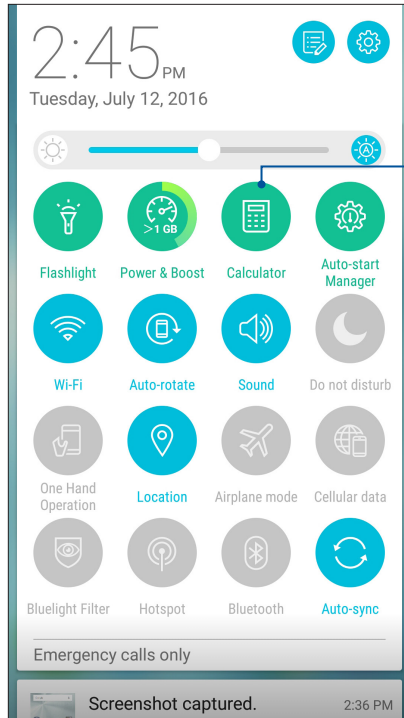 2:45 PM
Tuesday, July 12, 2016
A
>1 GB
Flashlight
Power & Boost
Calculator
Auto-start
Manager
Wi-Fi
Auto-rotate
Sound
Do not disturb
One Hand
Operation
Location
Airplane mode
Cellular data
Bluelight Filter
Hotspot
Bluetooth
Auto-sync
Emergency calls only
Screenshot captured.
2:36 PM